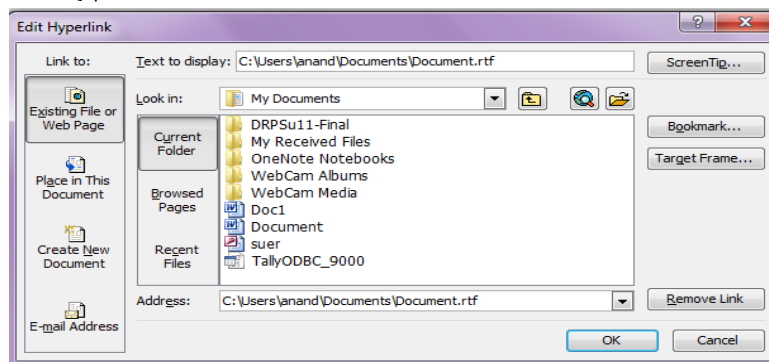 Edit Hyperlink
Link to:
Text to display: C:\Users\anand\Documents\Document.rtf
ScreenTip...
Existing File or
Web Page
Look in:
My Documents
Current
Folder
DRPSu11-Final
My Received Files
OneNote Notebooks
WebCam Albums
WebCam Media
Doc1
Document
suer
TallyODBC_9000
Bookmark...
Target Frame...
Place in This
Document
Browsed
Pages
Create New
Document
Recent
Files
E-mail Address
Address: C:\Users\anand\Documents\Document.rtf
Remove Link
OK
Cancel